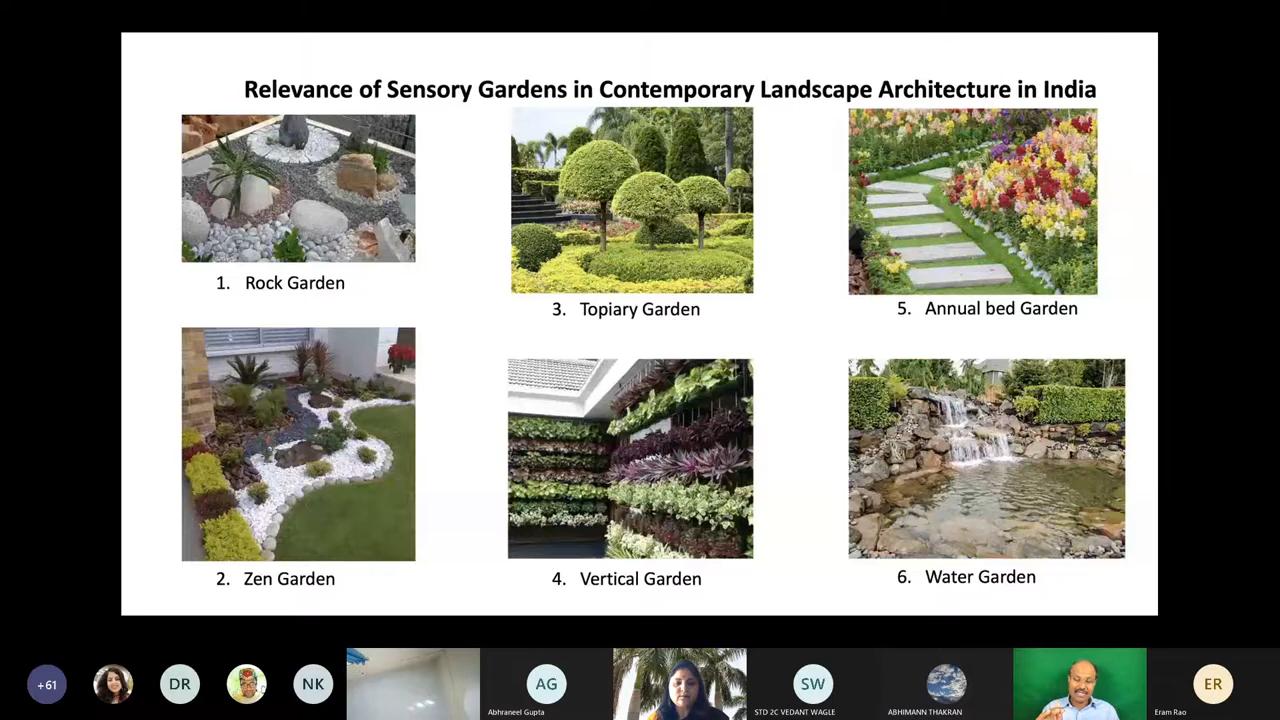 Relevance of Sensory Gardens in Contemporary Landscape Architecture in India
1. Rock Garden
3. Topiary Garden
5. Annual bed Garden
2. Zen Garden
4. Vertical Garden
6. Water Garden
+61
DR
NK
AG
Abhraneel Gupta
SW
STD 2C VEDANT WAGLE
ABHIMANN THAKRAN
ER
Eram Rao